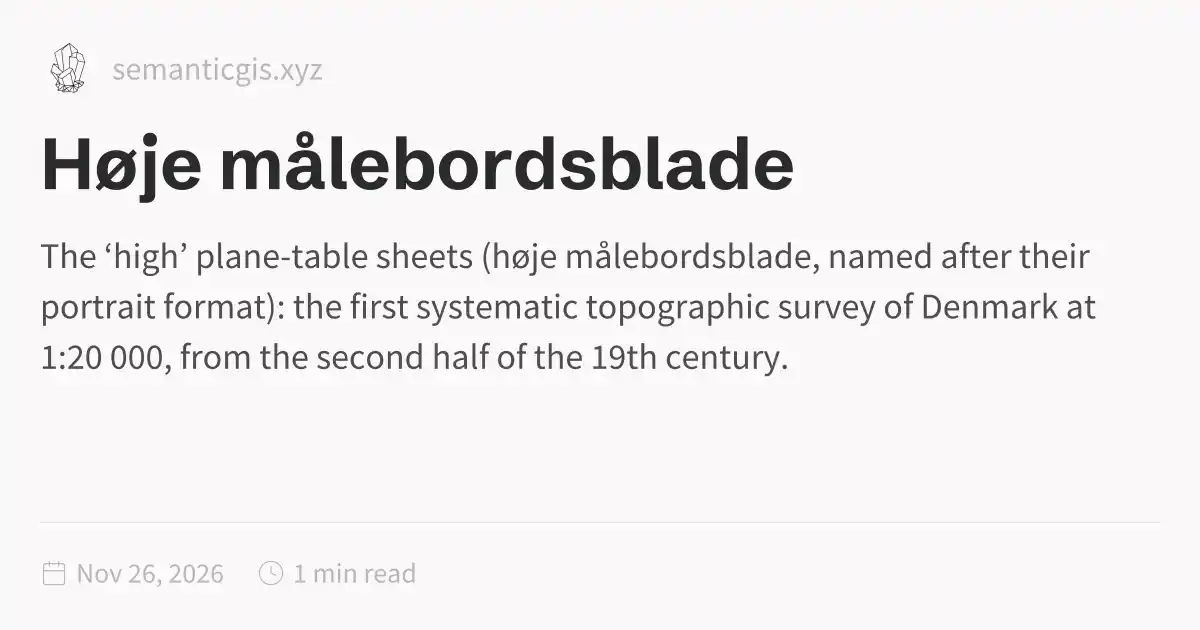 semanticgis.xyz
Høje målebordsblade
The ‘high’ plane-table sheets (høje målebordsblade, named after their
portrait format): the first systematic topographic survey of Denmark at
1:20 000, from the second half of the 19th century.
Nov 26, 2026 1 min read